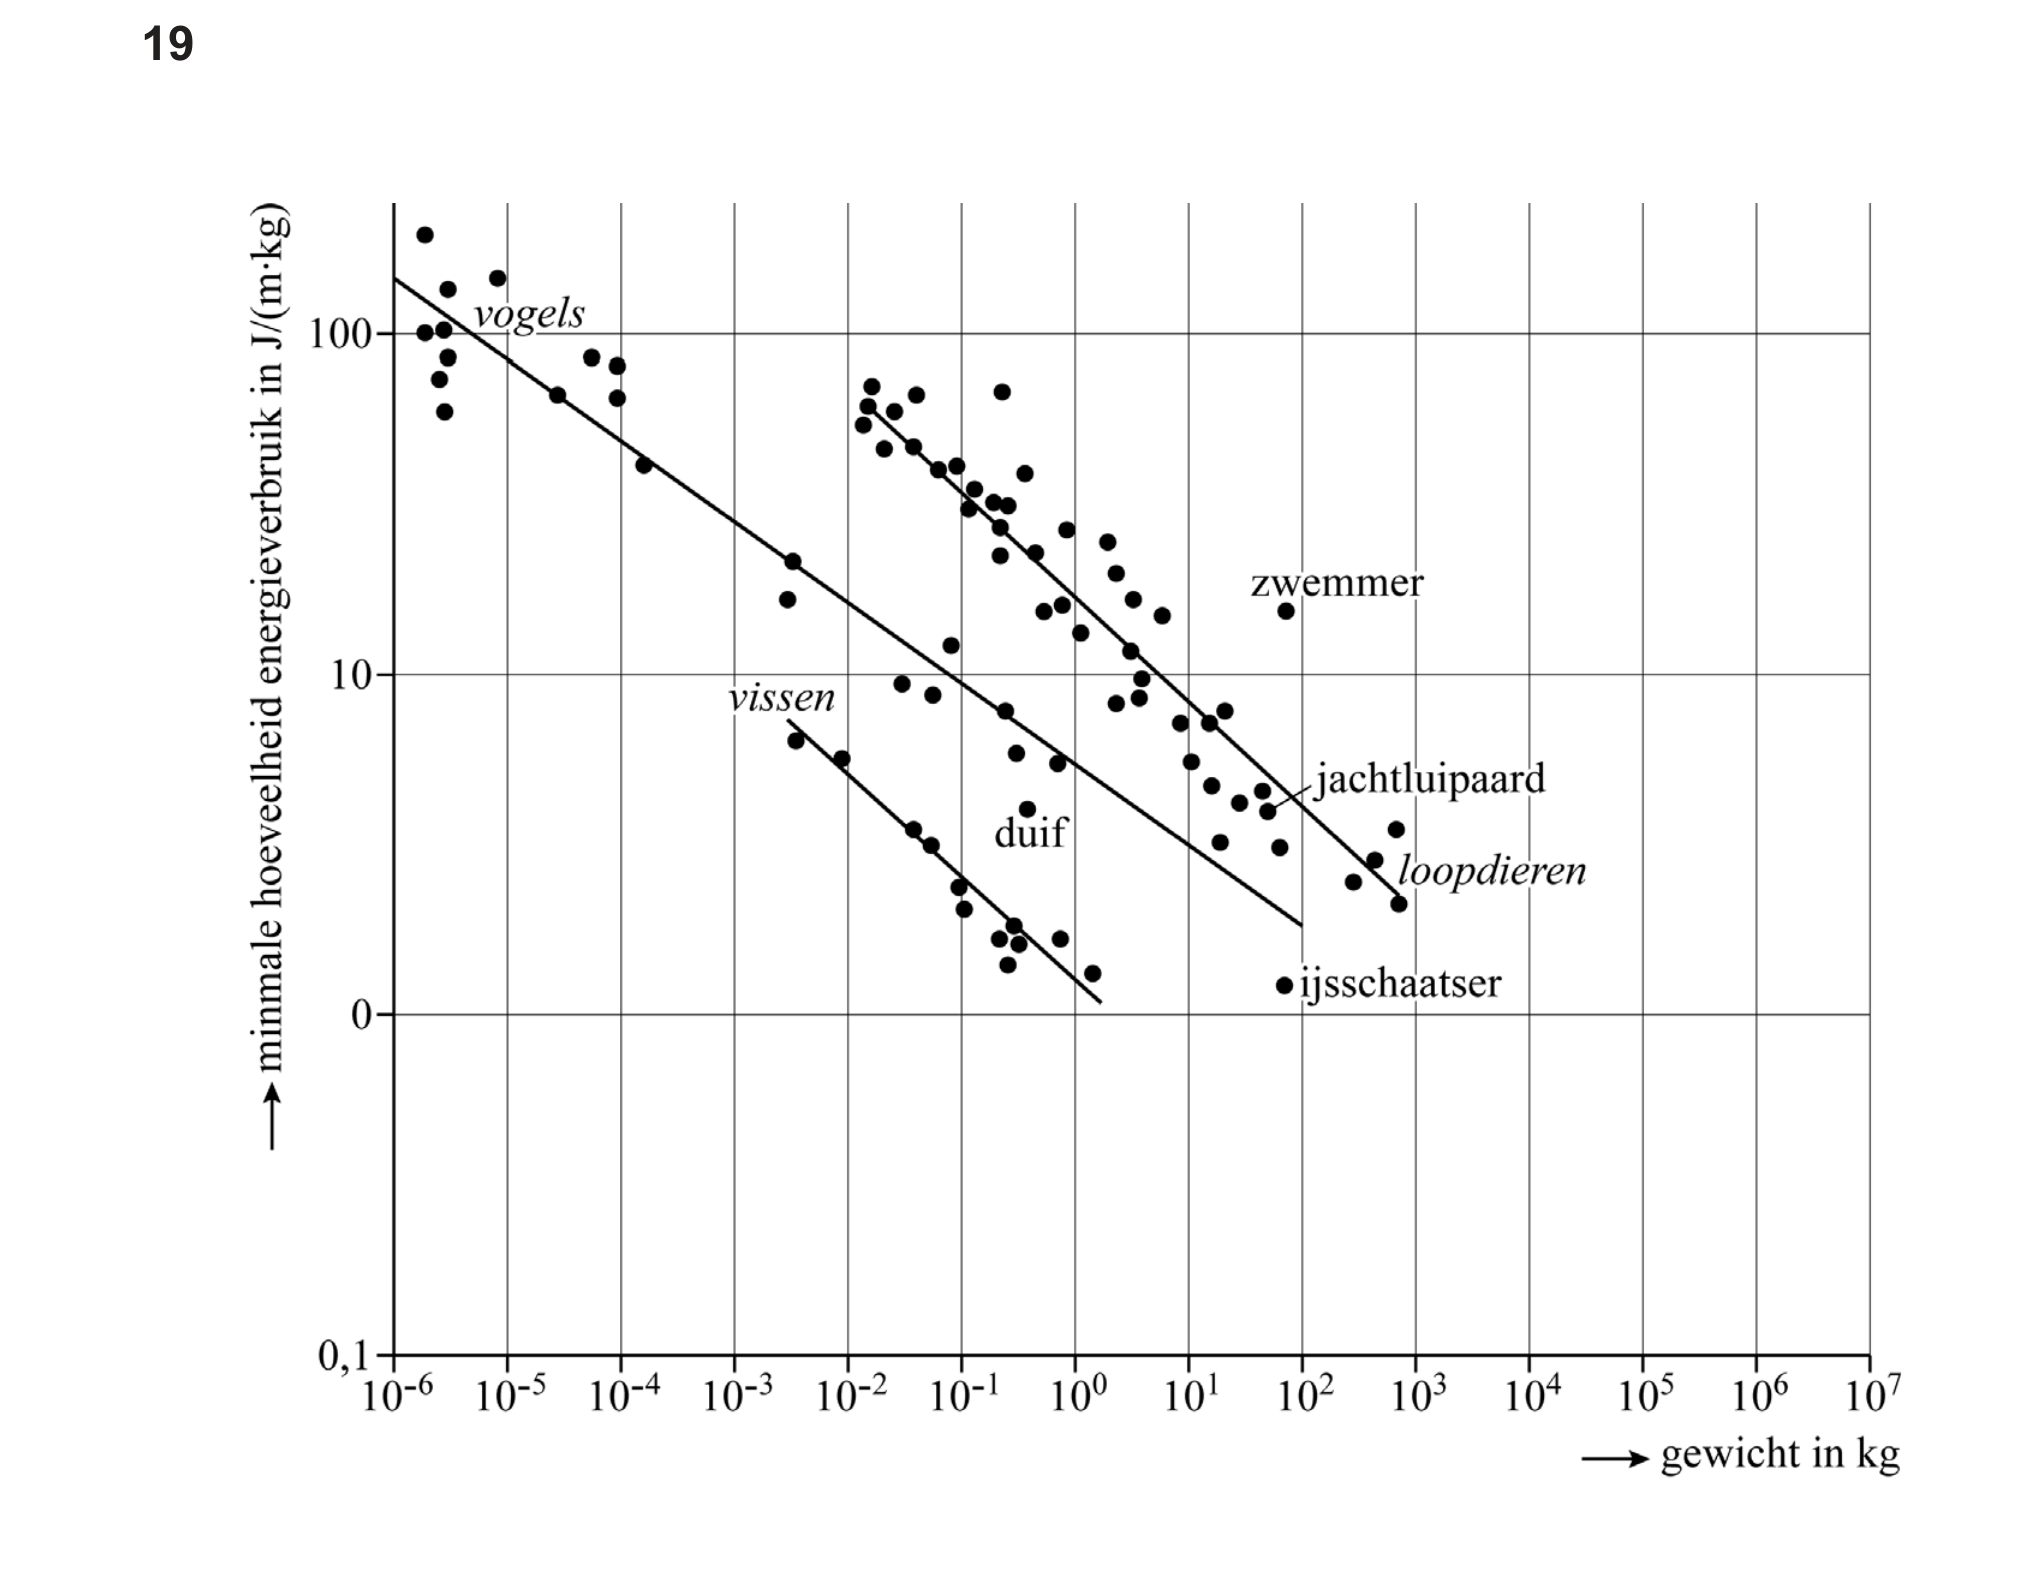 19
minimale hoeveelheid energieverbruik in J/(m·kg)
100
10
0
0,1
vogels
zwemmer
vissen
jachtluipaard
duif
loopdieren
ijsschaatser
10⁻⁶ 10⁻⁵ 10⁻⁴ 10⁻³ 10⁻² 10⁻¹ 10⁰ 10¹ 10² 10³ 10⁴ 10⁵ 10⁶ 10⁷
gewicht in kg